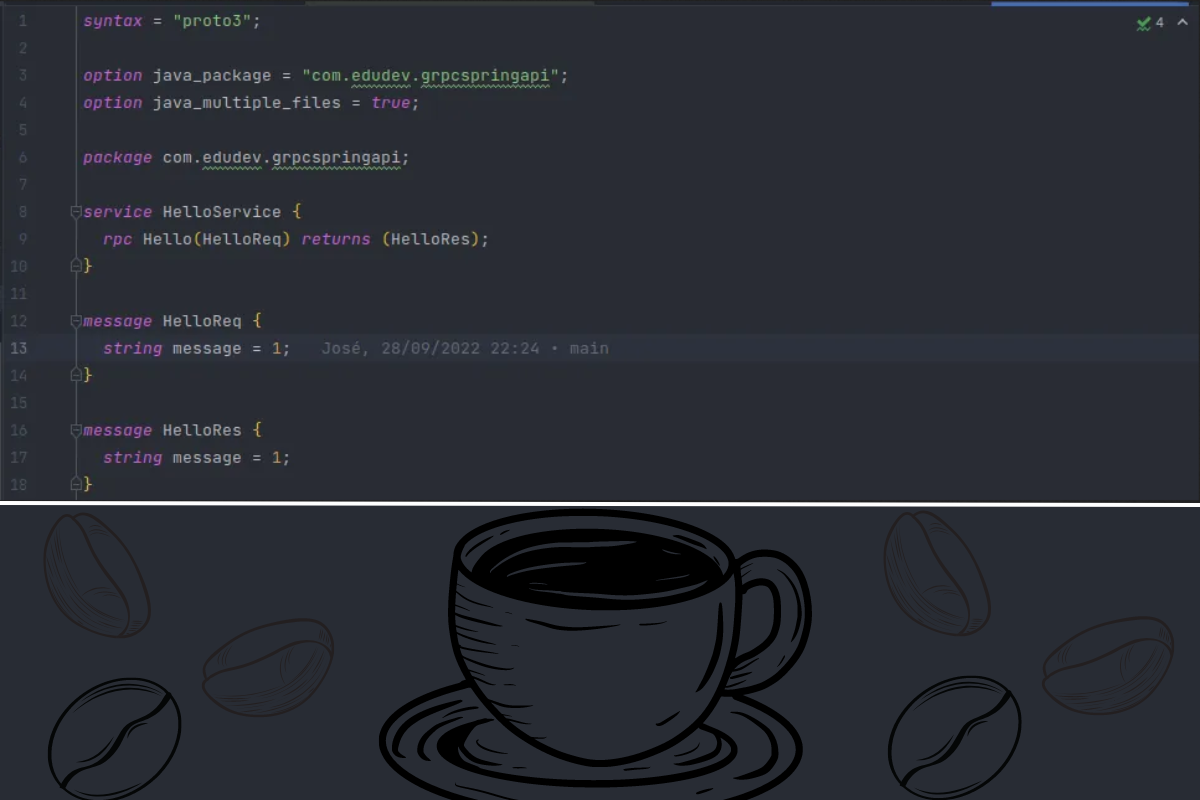 1 syntax = "proto3";
2
3 option java_package = "com.edudev.grpcspringapi";
4 option java_multiple_files = true;
5
6 package com.edudev.grpcspringapi;
7
8 service HelloService {
9 rpc Hello(HelloReq) returns (HelloRes);
10 }
11
12 message HelloReq {
13 string message = 1; José, 28/09/2022 22:24 • main
14 }
15
16 message HelloRes {
17 string message = 1;
18 }
4